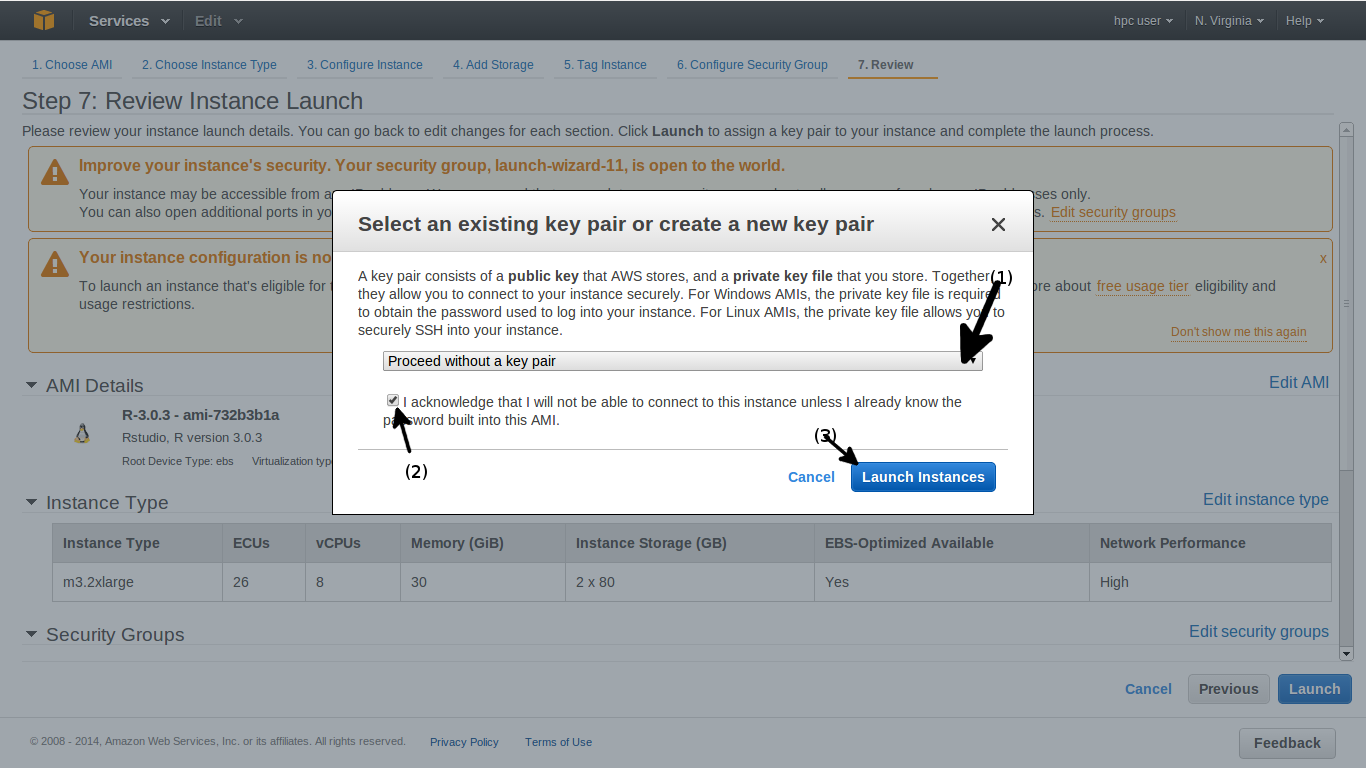 Services Edit hpc user N. Virginia Help
1. Choose AMI 2. Choose Instance Type 3. Configure Instance 4. Add Storage 5. Tag Instance 6. Configure Security Group 7. Review
Step 7: Review Instance Launch
Please review your instance launch details. You can go back to edit changes for each section. Click Launch to assign a key pair to your instance and complete the launch process.
Improve your instance's security. Your security group, launch-wizard-11, is open to the world.
Your instance may be accessible from ses only.
You can also open additional ports in s. Edit security groups
Your instance configuration is x
To launch an instance that's eligible for about free usage tier eligibility and
usage restrictions.
Don't show me this again
Select an existing key pair or create a new key pair
A key pair consists of a public key that AWS stores, and a private key file that you store. Together,
they allow you to connect to your instance securely. For Windows AMIs, the private key file is required
to obtain the password used to log into your instance. For Linux AMIs, the private key file allows you to
securely SSH into your instance.
(1)
Proceed without a key pair
I acknowledge that I will not be able to connect to this instance unless I already know the
password built into this AMI.
(2)
(3)
Cancel Launch Instances
AMI Details Edit AMI
R-3.0.3 - ami-732b3b1a
Rstudio, R version 3.0.3
Root Device Type: ebs Virtualization
Instance Type Edit instance type
Instance Type ECUs vCPUs Memory (GiB) Instance Storage (GB) EBS-Optimized Available Network Performance
m3.2xlarge 26 8 30 2 x 80 Yes High
Security Groups Edit security groups
Cancel Previous Launch
© 2008 - 2014, Amazon Web Services, Inc. or its affiliates. All rights reserved. Privacy Policy Terms of Use Feedback